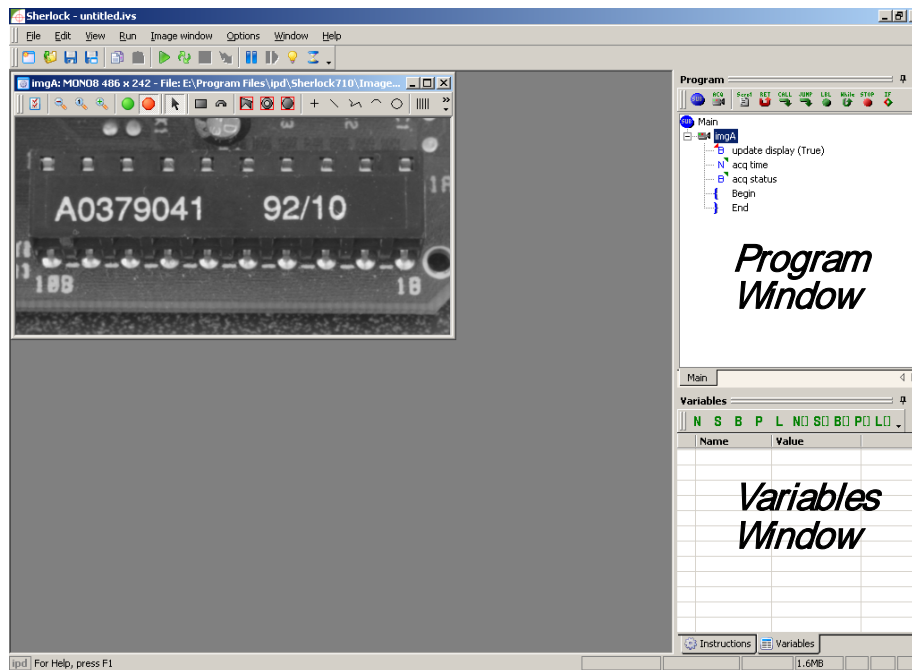 Sherlock - untitled.ivs
File Edit View Run Image window Options Window Help
imgA: MONO8 486 x 242 - File: E:\Program Files\ipd\Sherlock710\Image...
A0379041 92/10
10B
1B
Program
SUB ACQ Script RET CALL JUMP LBL While STOP IF
SUB Main
imgA
B update display (True)
N acq time
B acq status
{ Begin
} End
Program
Window
Main
Variables
N S B P L N[] S[] B[] P[] L[]
Name Value
Variables
Window
Instructions Variables
ipd For Help, press F1 1.6MB